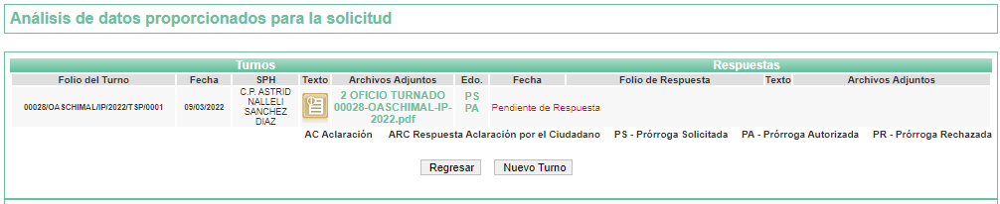 Análisis de datos proporcionados para la solicitud
Turnos Respuestas
Folio del Turno Fecha SPH Texto Archivos Adjuntos Edo. Fecha Folio de Respuesta Texto Archivos Adjuntos
00028/OASCHIMAL/IP/2022/TSP/0001 09/03/2022 C.P. ASTRID NALLELI SANCHEZ DIAZ 2 OFICIO TURNADO 00028-OASCHIMAL-IP-2022.pdf PS PA Pendiente de Respuesta
AC Aclaración ARC Respuesta Aclaración por el Ciudadano PS - Prórroga Solicitada PA - Prórroga Autorizada PR - Prórroga Rechazada
Regresar Nuevo Turno